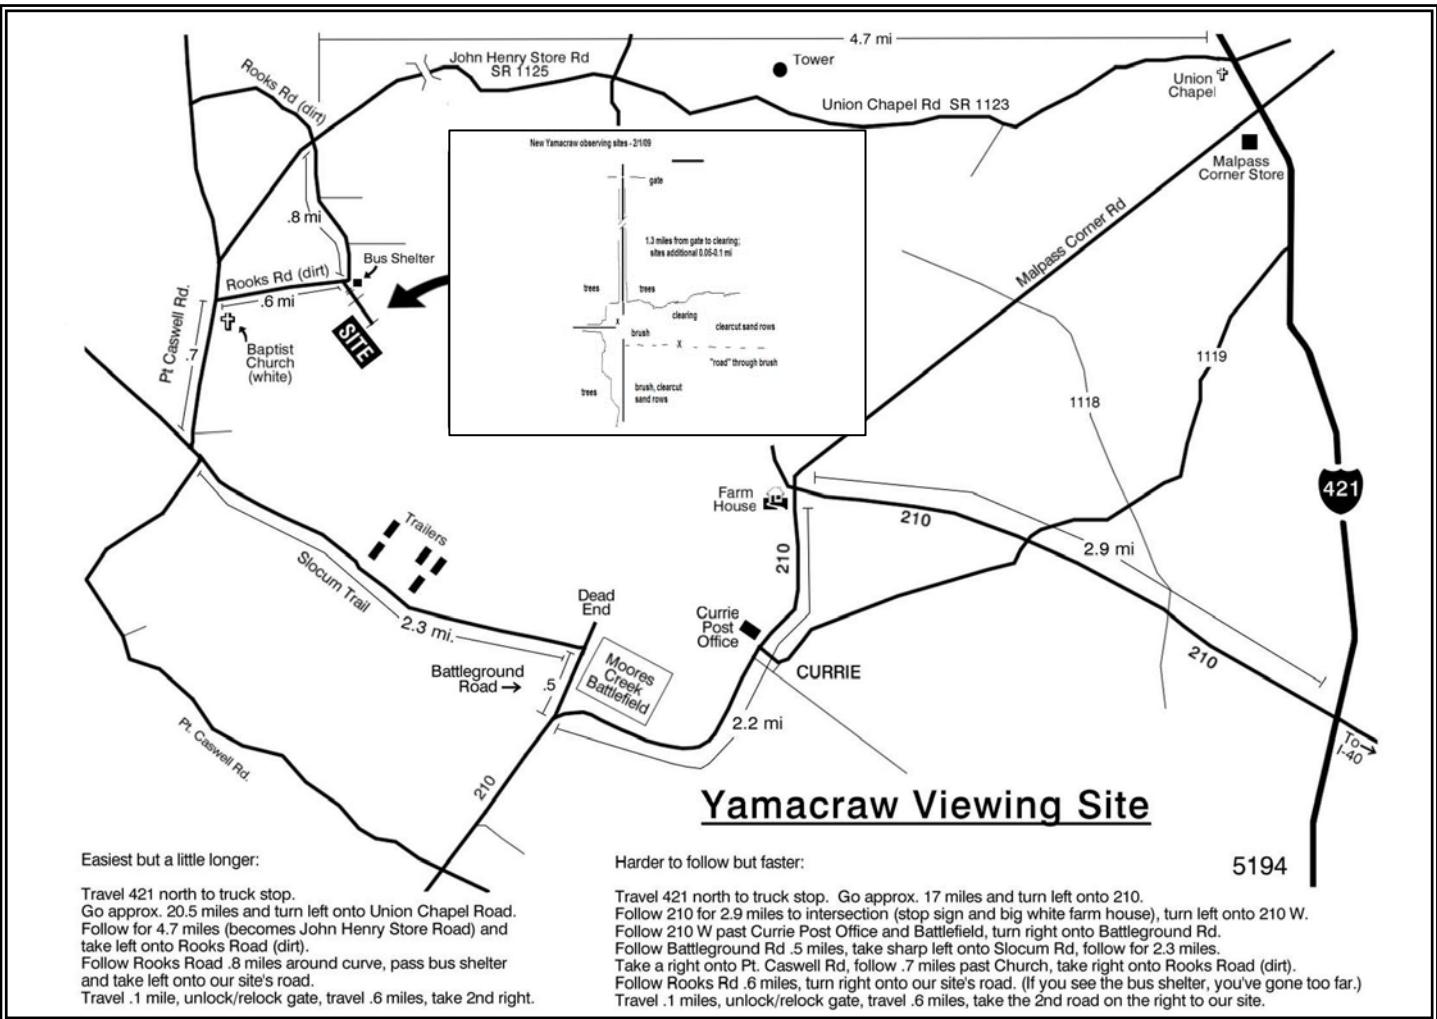 4.7 mi
John Henry Store Rd
SR 1125
Tower
Rooks Rd (dirt)
Union
Chapel
Union Chapel Rd SR 1123
Malpass
Corner Store
New Yamacraw observing sites - 2/1/09
gate
1.3 miles from gate to clearing;
sites additional 0.06-0.1 mi
trees
trees
clearing
X
brush
clearcut sand rows
X
"road" through brush
trees
brush, clearcut
sand rows
.8 mi
Bus Shelter
Rooks Rd (dirt)
.6 mi
SITE
Pt Caswell Rd.
.7
Baptist
Church
(white)
Malpass Corner Rd
1119
1118
421
Farm
House
210
2.9 mi
210
210
To
I-40
Trailers
Slocum Trail
2.3 mi.
Dead
End
Currie
Post
Office
CURRIE
Battleground
Road
.5
Moores
Creek
Battlefield
2.2 mi
Pt. Caswell Rd.
210
Yamacraw Viewing Site
5194
Easiest but a little longer:
Travel 421 north to truck stop.
Go approx. 20.5 miles and turn left onto Union Chapel Road.
Follow for 4.7 miles (becomes John Henry Store Road) and
take left onto Rooks Road (dirt).
Follow Rooks Road .8 miles around curve, pass bus shelter
and take left onto our site's road.
Travel .1 mile, unlock/relock gate, travel .6 miles, take 2nd right.
Harder to follow but faster:
Travel 421 north to truck stop. Go approx. 17 miles and turn left onto 210.
Follow 210 for 2.9 miles to intersection (stop sign and big white farm house), turn left onto 210 W.
Follow 210 W past Currie Post Office and Battlefield, turn right onto Battleground Rd.
Follow Battleground Rd .5 miles, take sharp left onto Slocum Rd, follow for 2.3 miles.
Take a right onto Pt. Caswell Rd, follow .7 miles past Church, take right onto Rooks Road (dirt).
Follow Rooks Rd .6 miles, turn right onto our site's road. (If you see the bus shelter, you've gone too far.)
Travel .1 miles, unlock/relock gate, travel .6 miles, take the 2nd road on the right to our site.